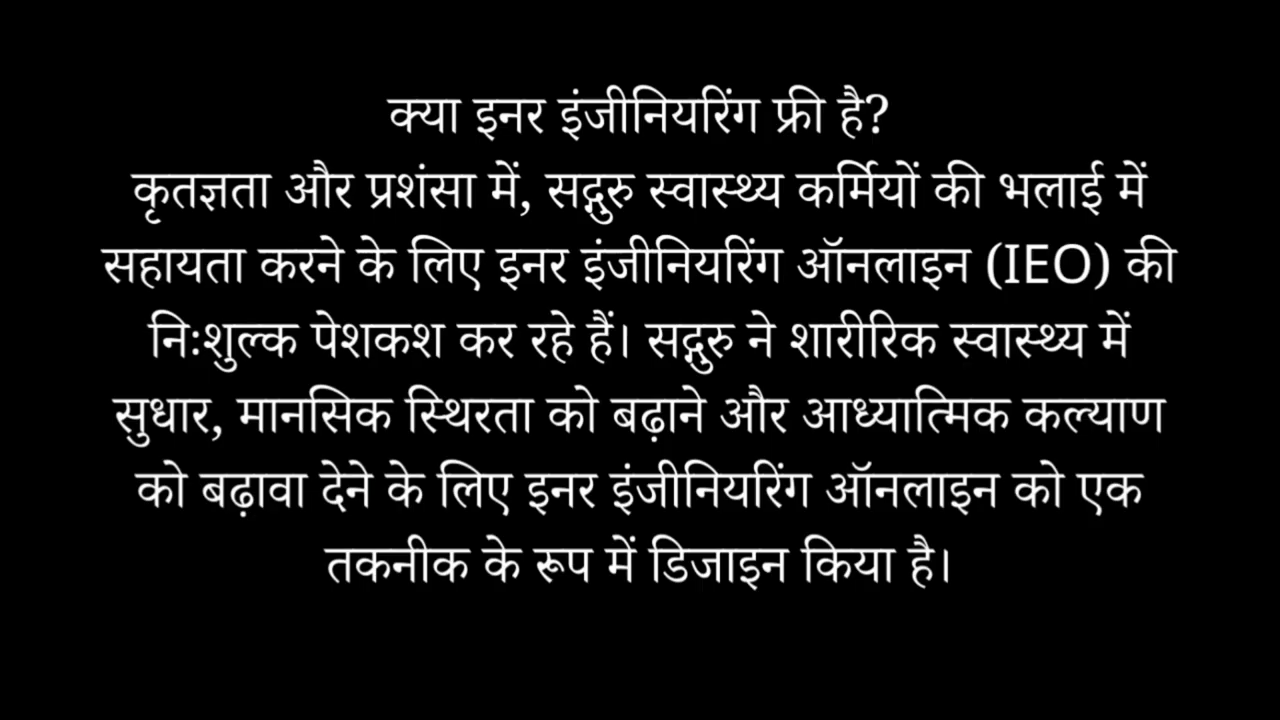 क्या इनर इंजीनियरिंग फ्री है?
कृतज्ञता और प्रशंसा में, सद्गुरु स्वास्थ्य कर्मियों की भलाई में
सहायता करने के लिए इनर इंजीनियरिंग ऑनलाइन (IEO) की
नि:शुल्क पेशकश कर रहे हैं। सद्गुरु ने शारीरिक स्वास्थ्य में
सुधार, मानसिक स्थिरता को बढ़ाने और आध्यात्मिक कल्याण
को बढ़ावा देने के लिए इनर इंजीनियरिंग ऑनलाइन को एक
तकनीक के रूप में डिजाइन किया है।